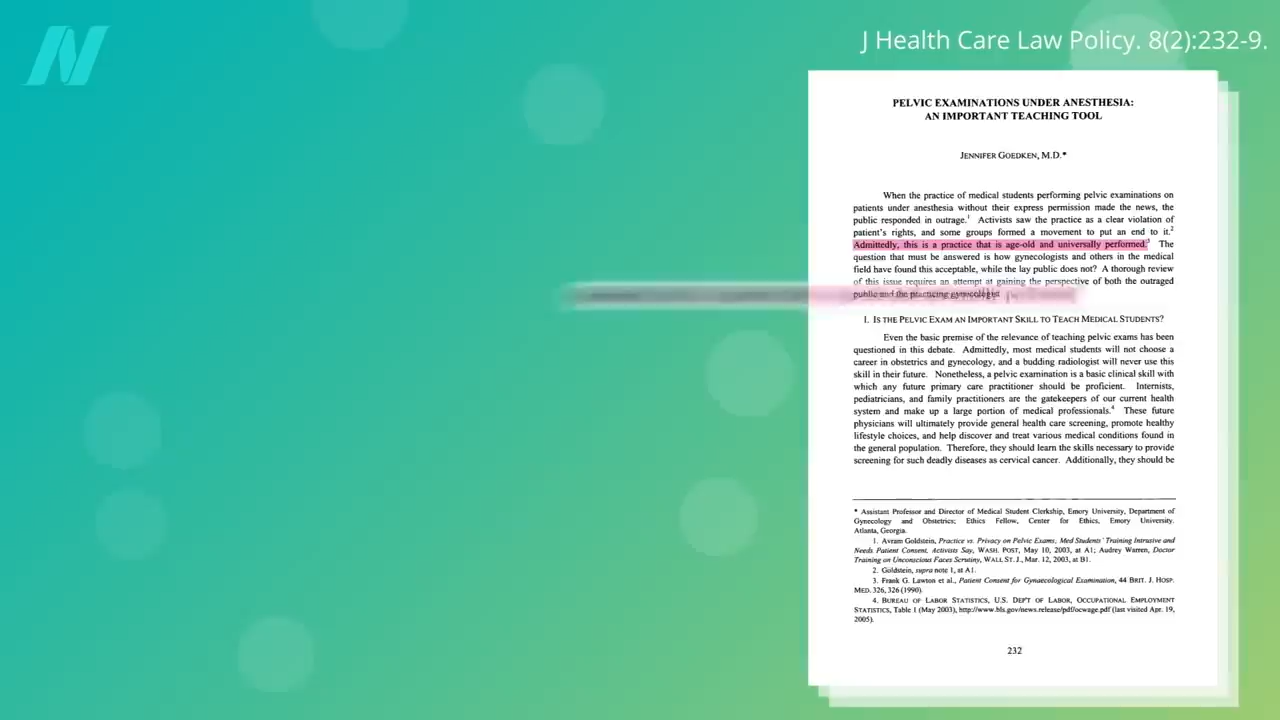 J Health Care Law Policy. 8(2):232-9.
PELVIC EXAMINATIONS UNDER ANESTHESIA:
AN IMPORTANT TEACHING TOOL
JENNIFER GOEDKEN, M.D.*
When the practice of medical students performing pelvic examinations on
patients under anesthesia without their express permission made the news, the
public responded in outrage.1 Activists saw the practice as a clear violation of
patient's rights, and some groups formed a movement to put an end to it.2
Admittedly, this is a practice that is age-old and universally performed.3 The
question that must be answered is how gynecologists and others in the medical
field have found this acceptable, while the lay public does not? A thorough review
of this issue requires an attempt at gaining the perspective of both the outraged
public and the practicing gynecologist
I. IS THE PELVIC EXAM AN IMPORTANT SKILL TO TEACH MEDICAL STUDENTS?
Even the basic premise of the relevance of teaching pelvic exams has been
questioned in this debate. Admittedly, most medical students will not choose a
career in obstetrics and gynecology, and a budding radiologist will never use this
skill in their future. Nonetheless, a pelvic examination is a basic clinical skill with
which any future primary care practitioner should be proficient. Internists,
pediatricians, and family practitioners are the gatekeepers of our current health
system and make up a large portion of medical professionals.4 These future
physicians will ultimately provide general health care screening, promote healthy
lifestyle choices, and help discover and treat various medical conditions found in
the general population. Therefore, they should learn the skills necessary to provide
screening for such deadly diseases as cervical cancer. Additionally, they should be
* Assistant Professor and Director of Medical Student Clerkship, Emory University, Department of
Gynecology and Obstetrics; Ethics Fellow, Center for Ethics, Emory University.
Atlanta, Georgia.
1. Avram Goldstein, Practice vs. Privacy on Pelvic Exams; Med Students' Training Intrusive and
Needs Patient Consent, Activists Say, WASH. POST, May 10, 2003, at A1; Audrey Warren, Doctor
Training on Unconscious Faces Scrutiny, WALL ST. J., Mar. 12, 2003, at B1.
2. Goldstein, supra note 1, at A1.
3. Frank G. Lawton et al., Patient Consent for Gynaecological Examination, 44 BRIT. J. HOSP.
MED. 326, 326 (1990).
4. BUREAU OF LABOR STATISTICS, U.S. DEP'T OF LABOR, OCCUPATIONAL EMPLOYMENT
STATISTICS, Table 1 (May 2003), http://www.bls.gov/news.release/pdf/ocwage.pdf (last visited Apr. 19,
2005).
232